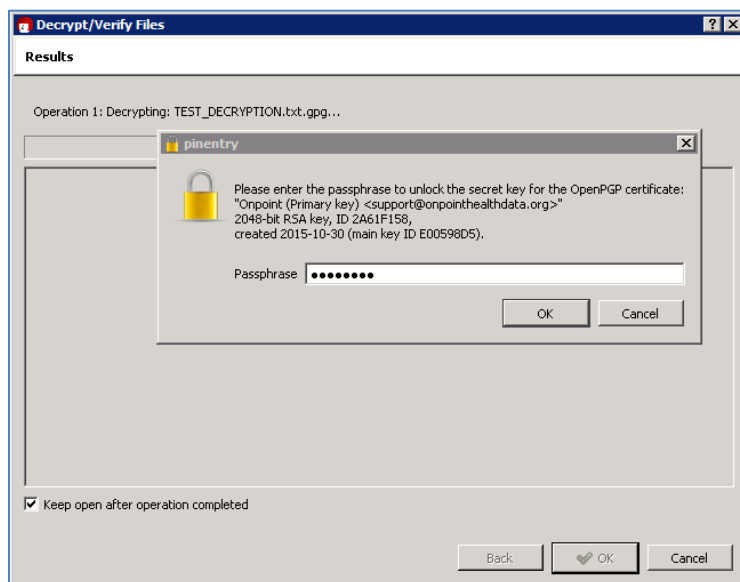 Decrypt/Verify Files
Results
Operation 1: Decrypting: TEST_DECRYPTION.txt.gpg...
pinentry
Please enter the passphrase to unlock the secret key for the OpenPGP certificate:
"Onpoint (Primary key) <support@onpointhealthdata.org>"
2048-bit RSA key, ID 2A61F158,
created 2015-10-30 (main key ID E00598D5).
Passphrase ●●●●●●●●
OK Cancel
Keep open after operation completed
Back OK Cancel